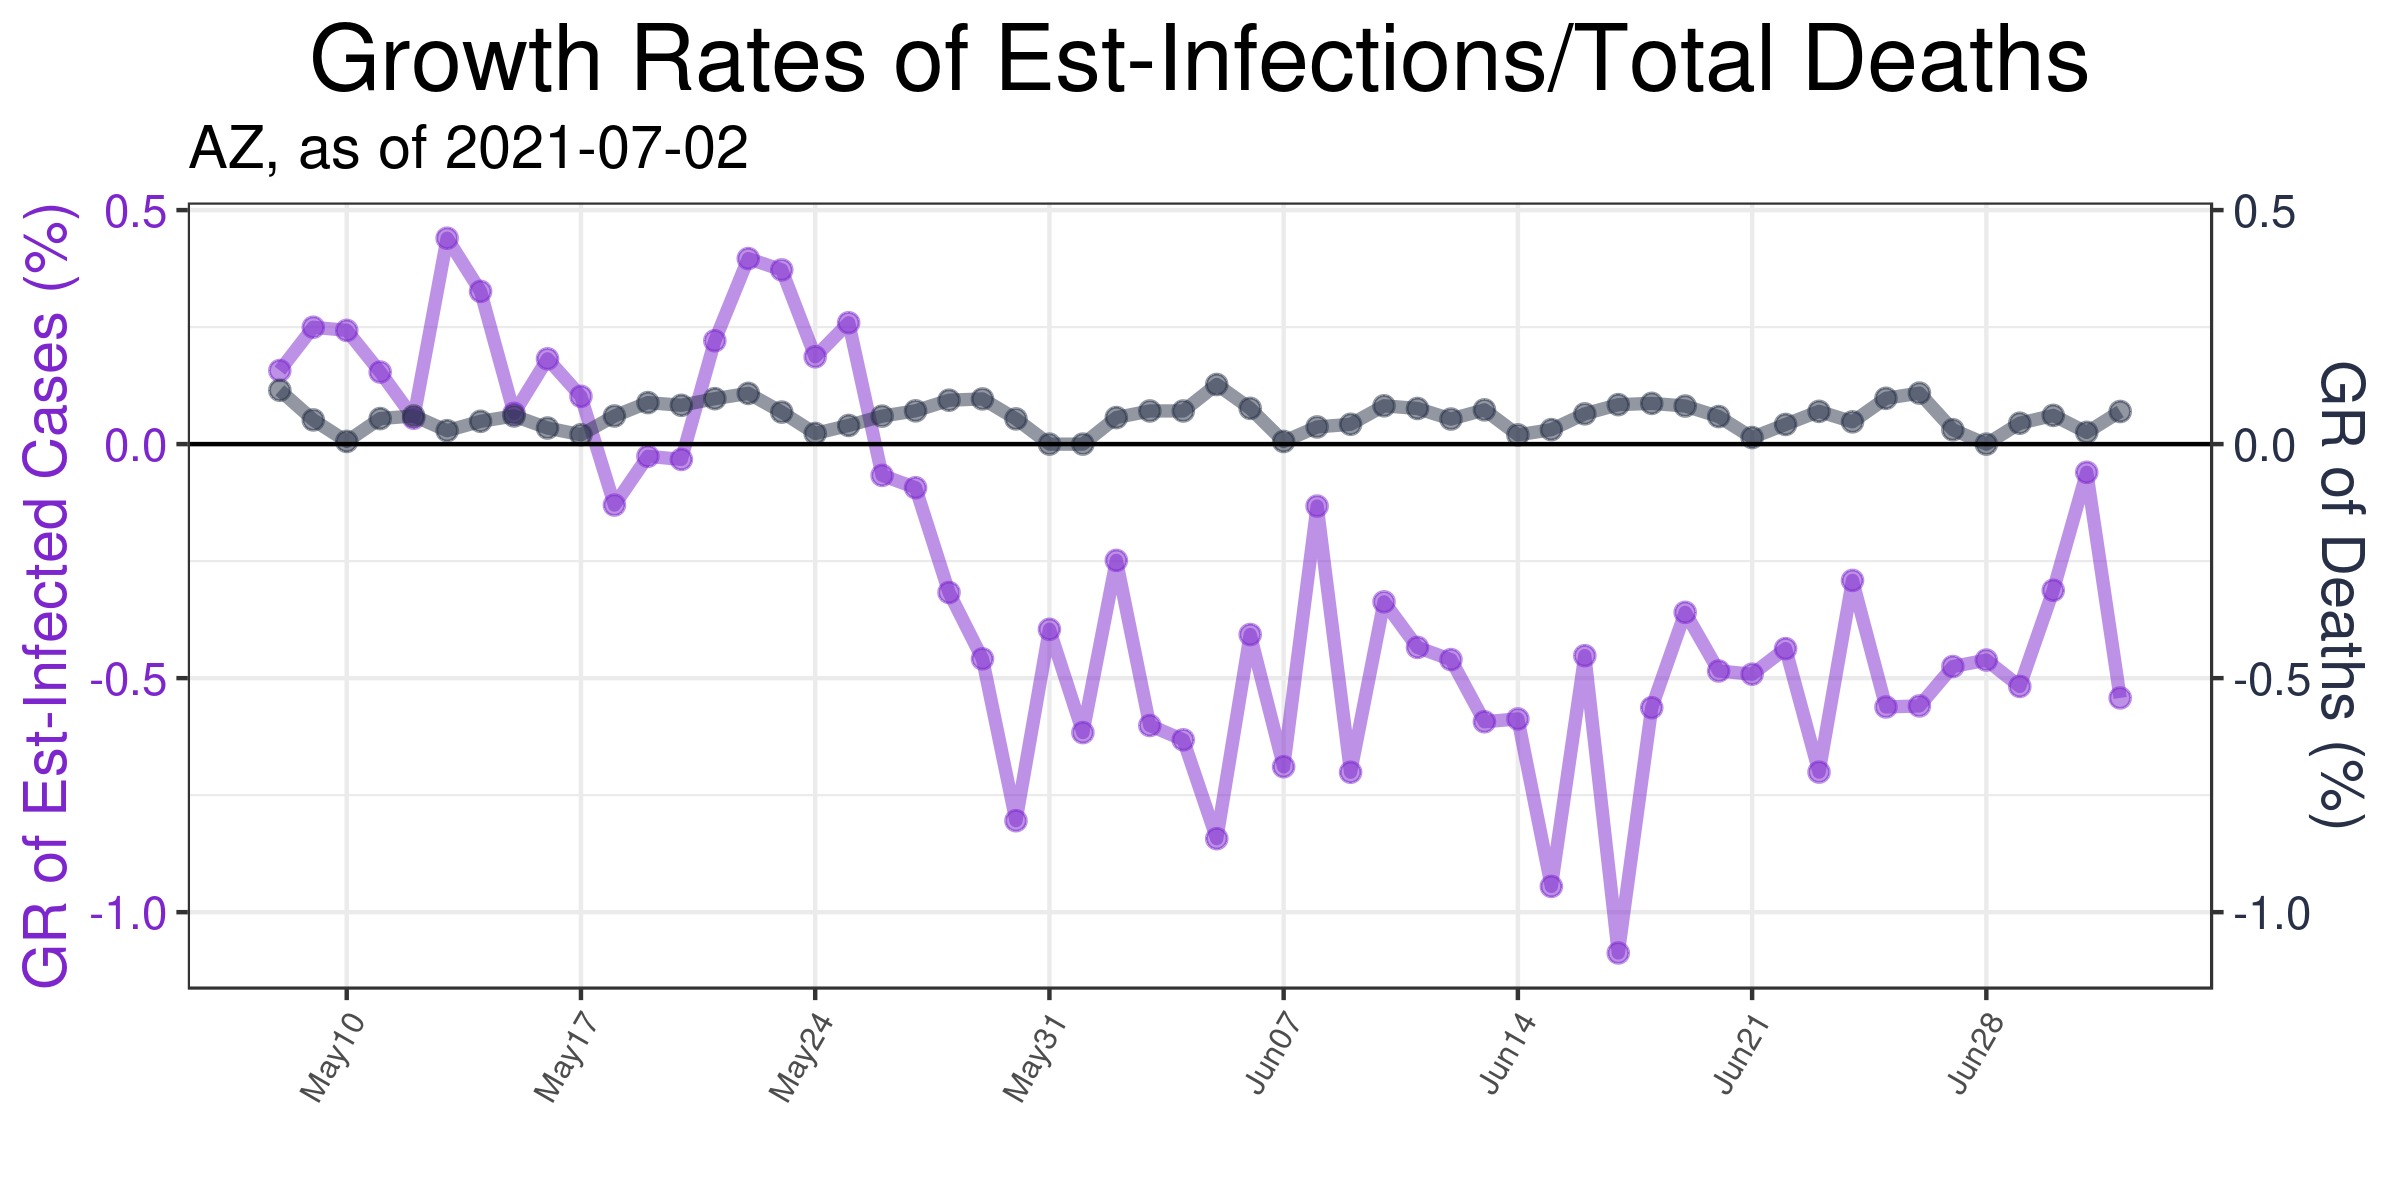 Growth Rates of Est-Infections/Total Deaths
AZ, as of 2021-07-02
GR of Est-Infected Cases (%)
0.5
0.0
-0.5
-1.0
0.5
0.0
-0.5
-1.0
GR of Deaths (%)
May10
May17
May24
May31
Jun07
Jun14
Jun21
Jun28